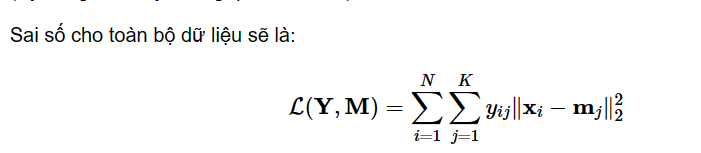 Sai số cho toàn bộ dữ liệu sẽ là:
$$\mathcal{L}(\mathbf{Y}, \mathbf{M}) = \sum_{i=1}^{N} \sum_{j=1}^{K} y_{ij} \|\mathbf{x}_i - \mathbf{m}_j\|_2^2$$